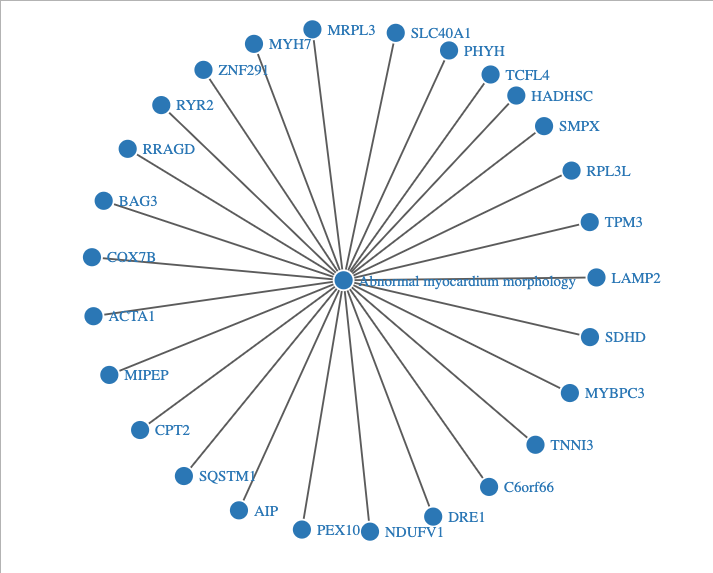 MRPL3
SLC40A1
MYH7
PHYH
ZNF291
TCFL4
HADHSC
RYR2
SMPX
RRAGD
RPL3L
BAG3
TPM3
COX7B
Abnormal myocardium morphology
LAMP2
ACTA1
SDHD
MIPEP
MYBPC3
CPT2
TNNI3
SQSTM1
C6orf66
AIP
DRE1
PEX10
NDUFV1